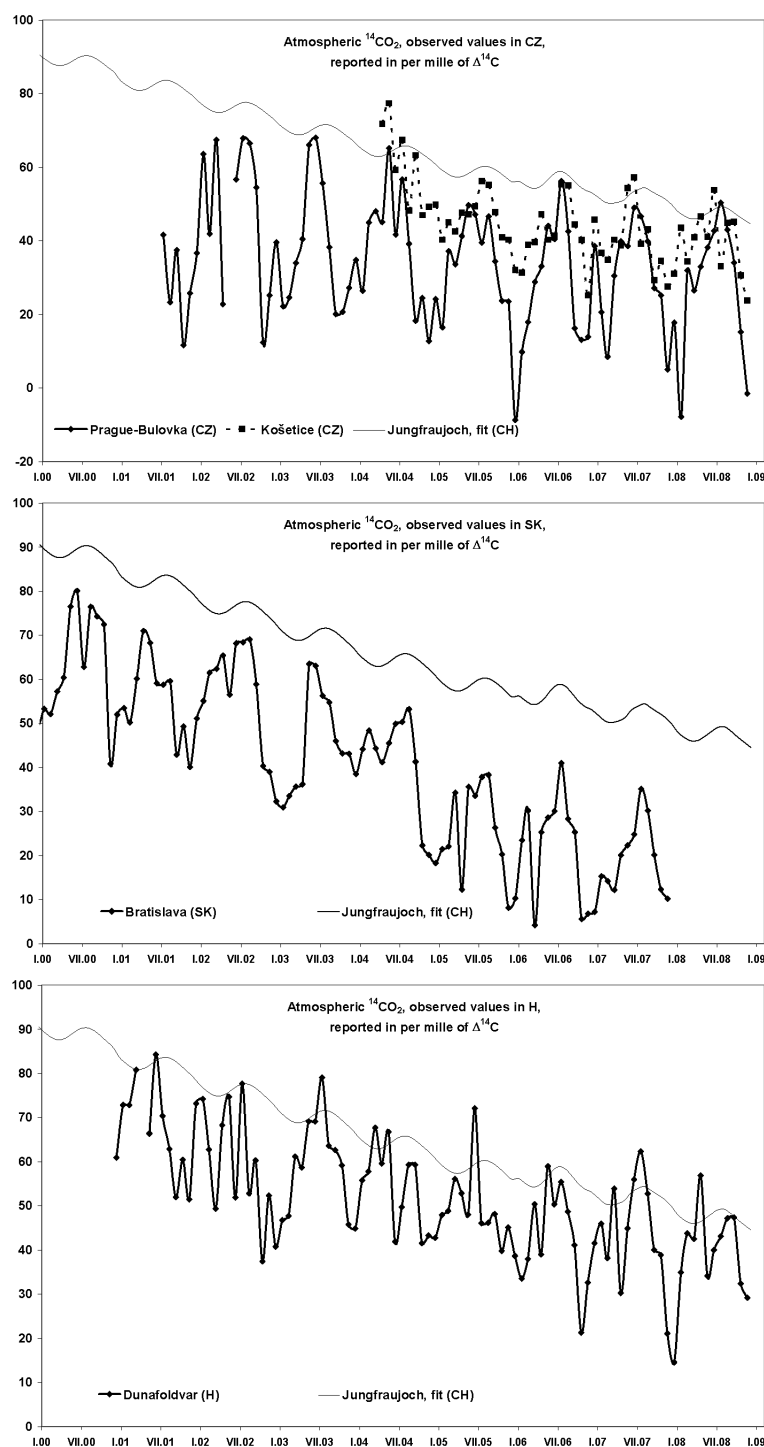 Atmospheric ¹⁴CO₂, observed values in CZ,
reported in per mille of Δ¹⁴C
100
80
60
40
20
0
-20
Prague-Bulovka (CZ) Košetice (CZ) Jungfraujoch, fit (CH)
I.00 VII.00 I.01 VII.01 I.02 VII.02 I.03 VII.03 I.04 VII.04 I.05 VII.05 I.06 VII.06 I.07 VII.07 I.08 VII.08 I.09
Atmospheric ¹⁴CO₂, observed values in SK,
reported in per mille of Δ¹⁴C
100
90
80
70
60
50
40
30
20
10
0
Bratislava (SK) Jungfraujoch, fit (CH)
I.00 VII.00 I.01 VII.01 I.02 VII.02 I.03 VII.03 I.04 VII.04 I.05 VII.05 I.06 VII.06 I.07 VII.07 I.08 VII.08 I.09
Atmospheric ¹⁴CO₂, observed values in H,
reported in per mille of Δ¹⁴C
100
90
80
70
60
50
40
30
20
10
0
Dunafoldvar (H) Jungfraujoch, fit (CH)
I.00 VII.00 I.01 VII.01 I.02 VII.02 I.03 VII.03 I.04 VII.04 I.05 VII.05 I.06 VII.06 I.07 VII.07 I.08 VII.08 I.09